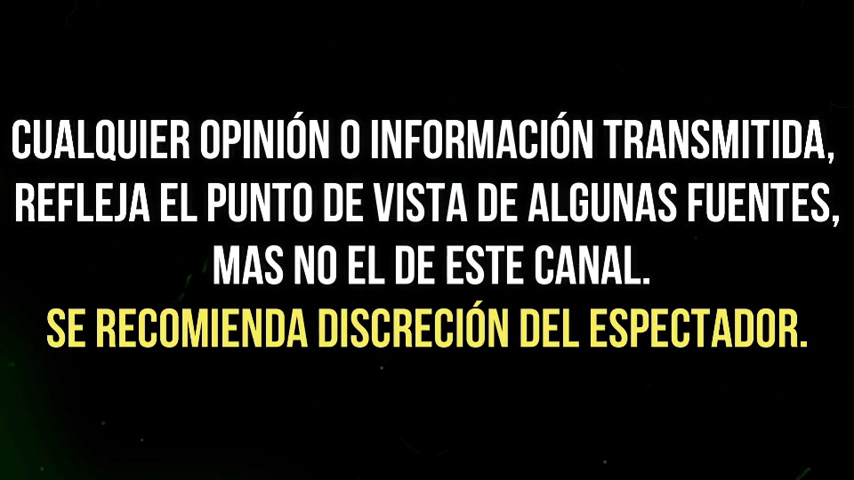 CUALQUIER OPINIÓN O INFORMACIÓN TRANSMITIDA,
REFLEJA EL PUNTO DE VISTA DE ALGUNAS FUENTES,
MAS NO EL DE ESTE CANAL.
SE RECOMIENDA DISCRECIÓN DEL ESPECTADOR.